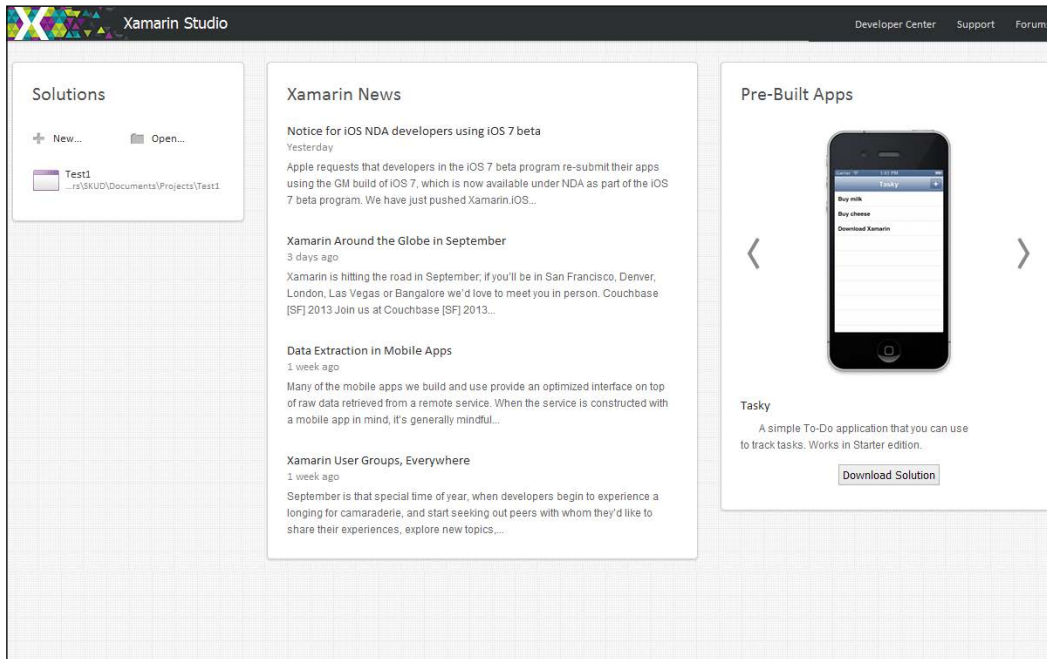 Xamarin Studio
Developer Center Support Forums
Solutions
New... Open...
Test1
...rs\SKUD\Documents\Projects\Test1
Xamarin News
Notice for iOS NDA developers using iOS 7 beta
Yesterday
Apple requests that developers in the iOS 7 beta program re-submit their apps
using the GM build of iOS 7, which is now available under NDA as part of the iOS
7 beta program. We have just pushed Xamarin.iOS...
Xamarin Around the Globe in September
3 days ago
Xamarin is hitting the road in September; if you'll be in San Francisco, Denver,
London, Las Vegas or Bangalore we'd love to meet you in person. Couchbase
[SF] 2013 Join us at Couchbase [SF] 2013...
Data Extraction in Mobile Apps
1 week ago
Many of the mobile apps we build and use provide an optimized interface on top
of raw data retrieved from a remote service. When the service is constructed with
a mobile app in mind, it's generally mindful...
Xamarin User Groups, Everywhere
1 week ago
September is that special time of year, when developers begin to experience a
longing for camaraderie, and start seeking out peers with whom they'd like to
share their experiences, explore new topics,...
Pre-Built Apps
Carrier 1:41 PM
Tasky +
Buy milk
Buy cheese
Download Xamarin
Tasky
A simple To-Do application that you can use
to track tasks. Works in Starter edition.
Download Solution